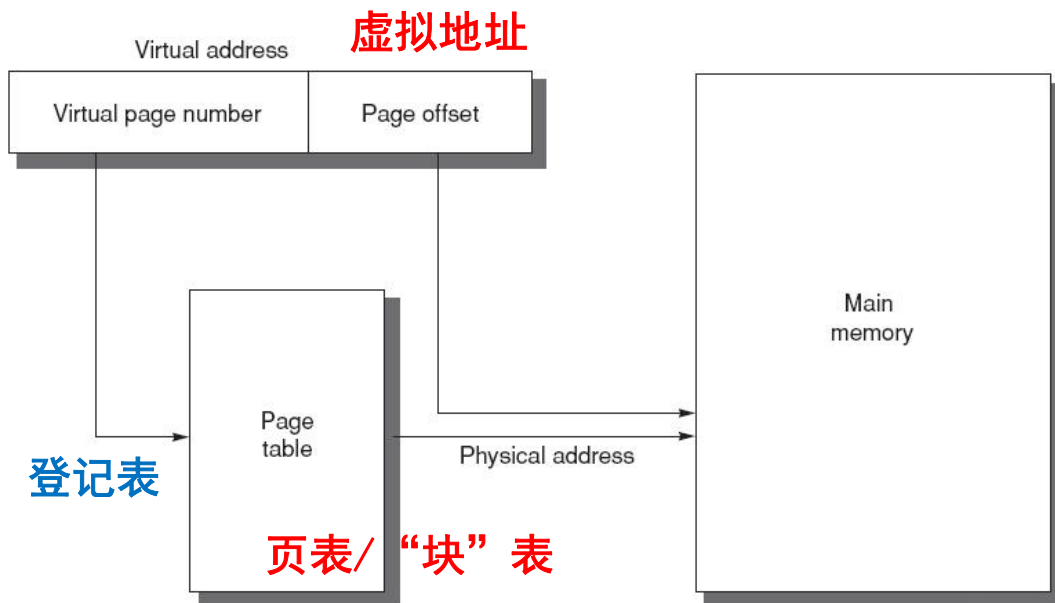 虚拟地址
Virtual address
Virtual page number
Page offset
Main
memory
Page
table
Physical address
登记表
页表/“块”表